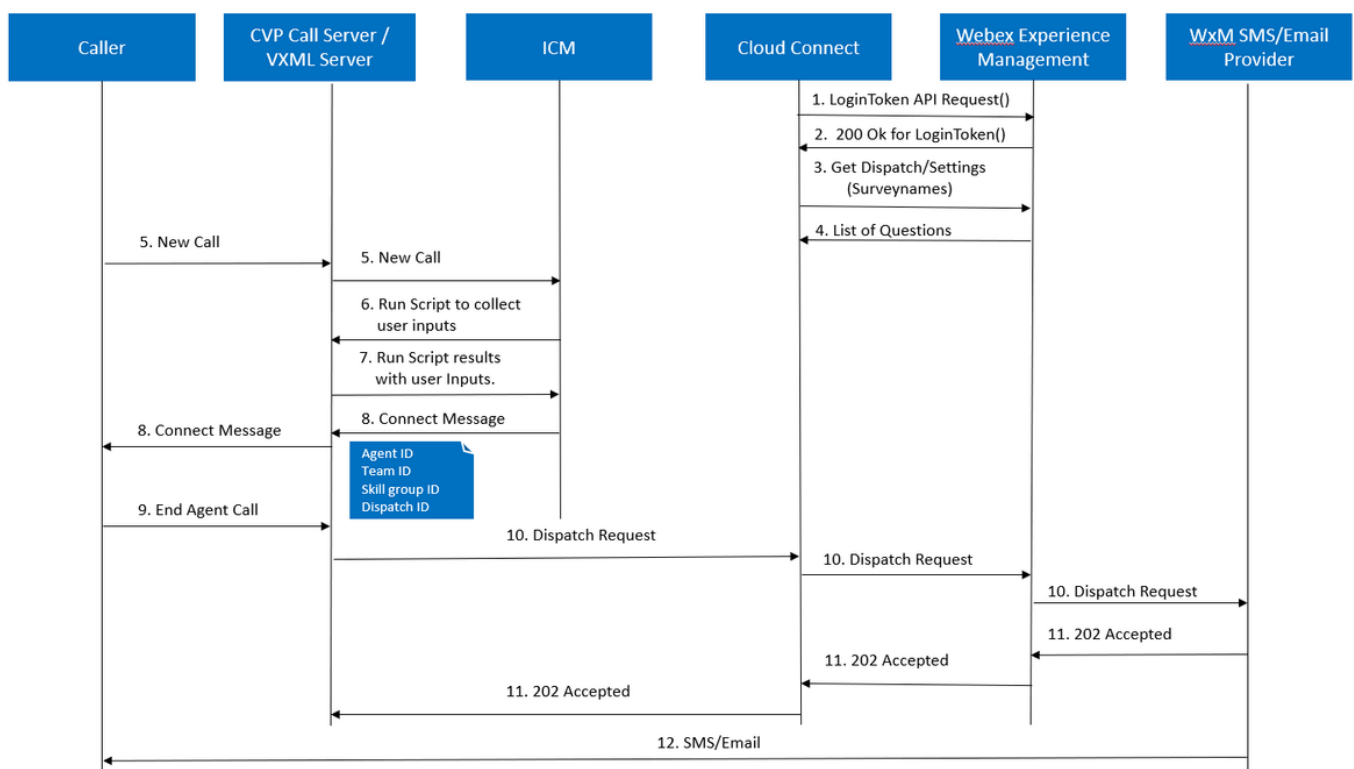 Caller
CVP Call Server /
VXML Server
ICM
Cloud Connect
Webex Experience
Management
WxM SMS/Email
Provider
1. LoginToken API Request()
2. 200 Ok for LoginToken()
3. Get Dispatch/Settings
(Surveynames)
4. List of Questions
5. New Call
5. New Call
6. Run Script to collect
user inputs
7. Run Script results
with user Inputs.
8. Connect Message
8. Connect Message
Agent ID
Team ID
Skill group ID
Dispatch ID
9. End Agent Call
10. Dispatch Request
10. Dispatch Request
10. Dispatch Request
11. 202 Accepted
11. 202 Accepted
11. 202 Accepted
12. SMS/Email